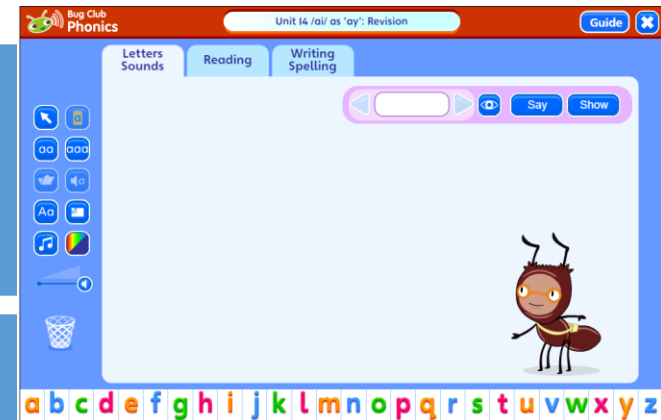 Bug Club
Phonics
Unit 14 /ai/ as 'ay': Revision
Guide
Letters
Sounds
Reading
Writing
Spelling
Say
Show
a
aa
aaa
a
Aa
a b c d e f g h i j k l m n o p q r s t u v w x y z